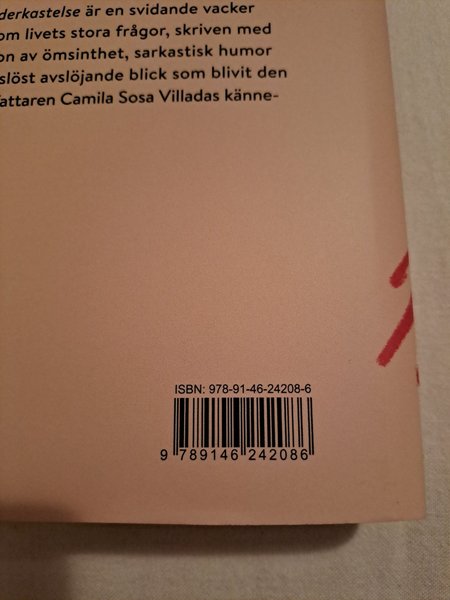 derkastelse är en svidande vacker
om livets stora frågor, skriven med
on av ömsinthet, sarkastisk humor
slöst avslöjande blick som blivit den
fattaren Camila Sosa Villadas känne-
ISBN: 978-91-46-24208-6
9 789146 242086